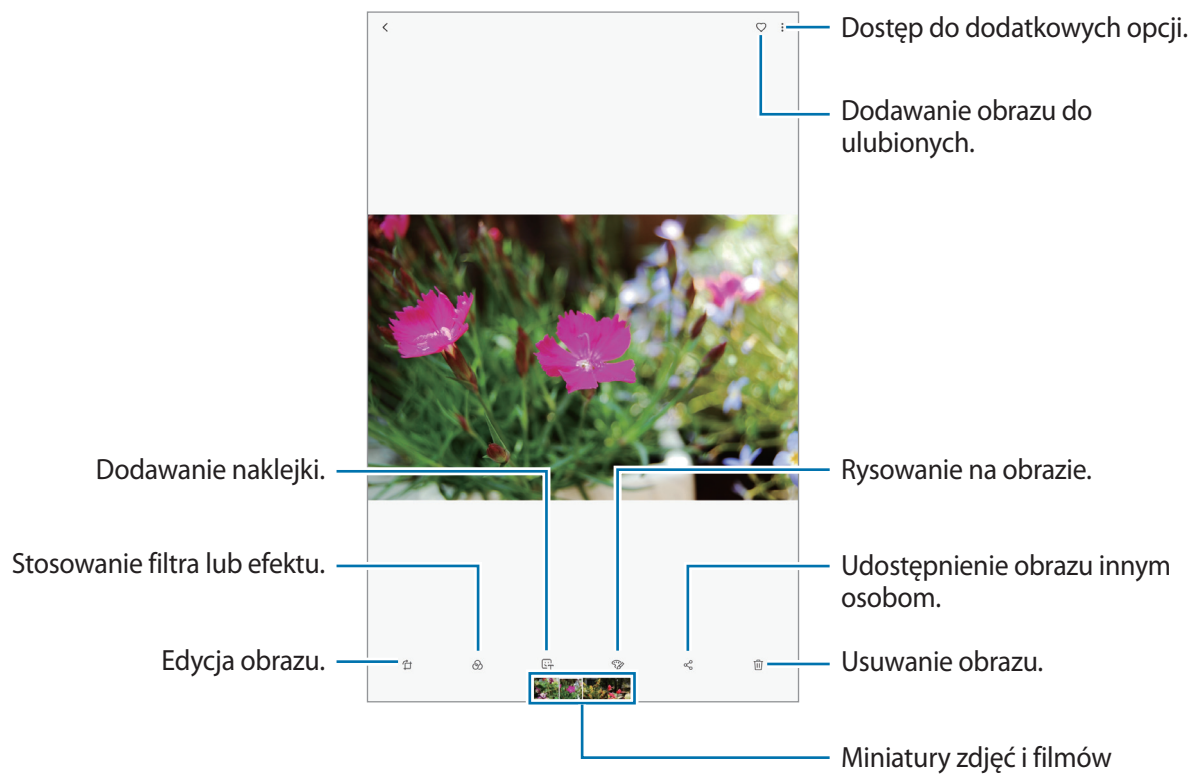 Dostęp do dodatkowych opcji.
Dodawanie obrazu do
ulubionych.
Dodawanie naklejki.
Rysowanie na obrazie.
Stosowanie filtra lub efektu.
Udostępnienie obrazu innym
osobom.
Edycja obrazu.
Usuwanie obrazu.
Miniatury zdjęć i filmów